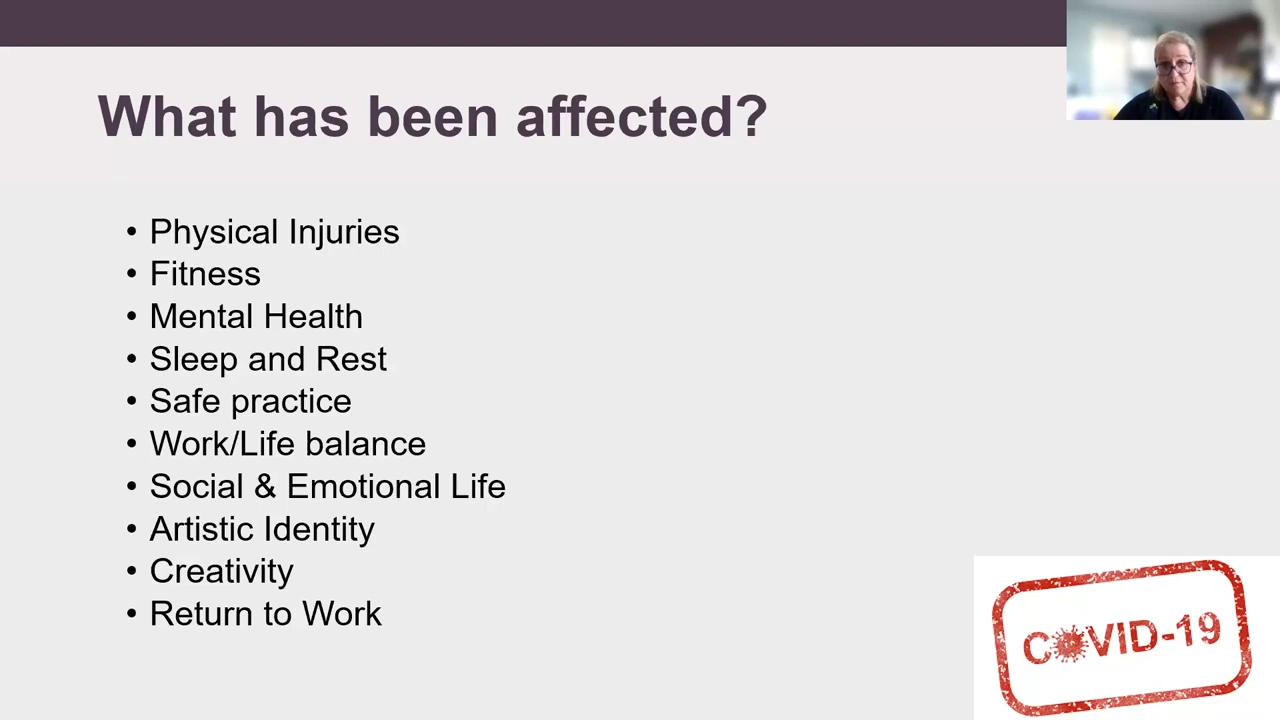 What has been affected?
• Physical Injuries
• Fitness
• Mental Health
• Sleep and Rest
• Safe practice
• Work/Life balance
• Social & Emotional Life
• Artistic Identity
• Creativity
• Return to Work
COVID-19